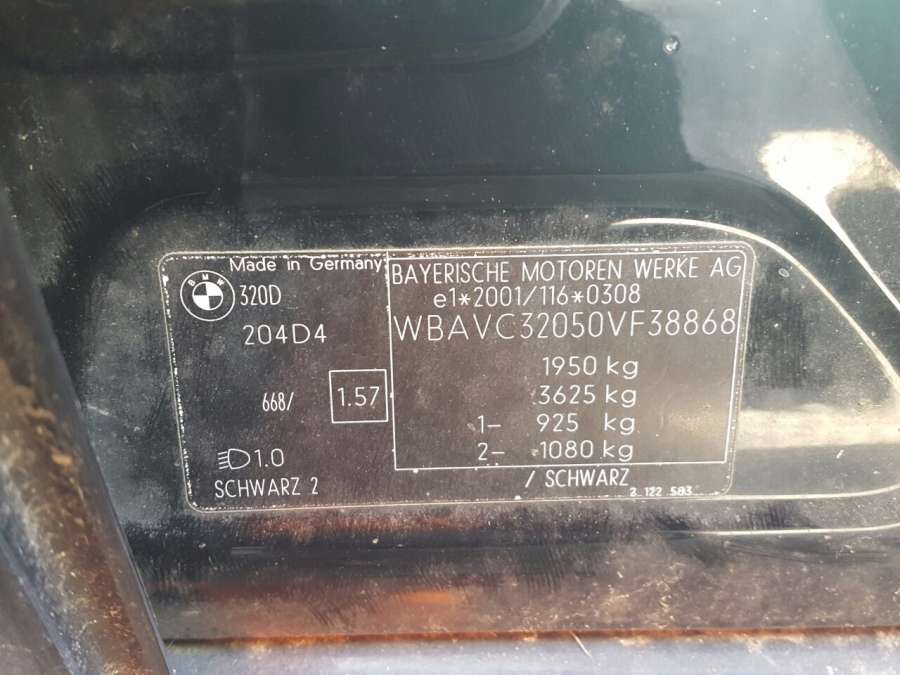 Made in Germany
BMW
320D
204D4
668/
1.57
1.0
SCHWARZ 2
BAYERISCHE MOTOREN WERKE AG
e1*2001/116*0308
WBAVC32050VF38868
1950 kg
3625 kg
1- 925 kg
2- 1080 kg
/ SCHWARZ
2 122 583